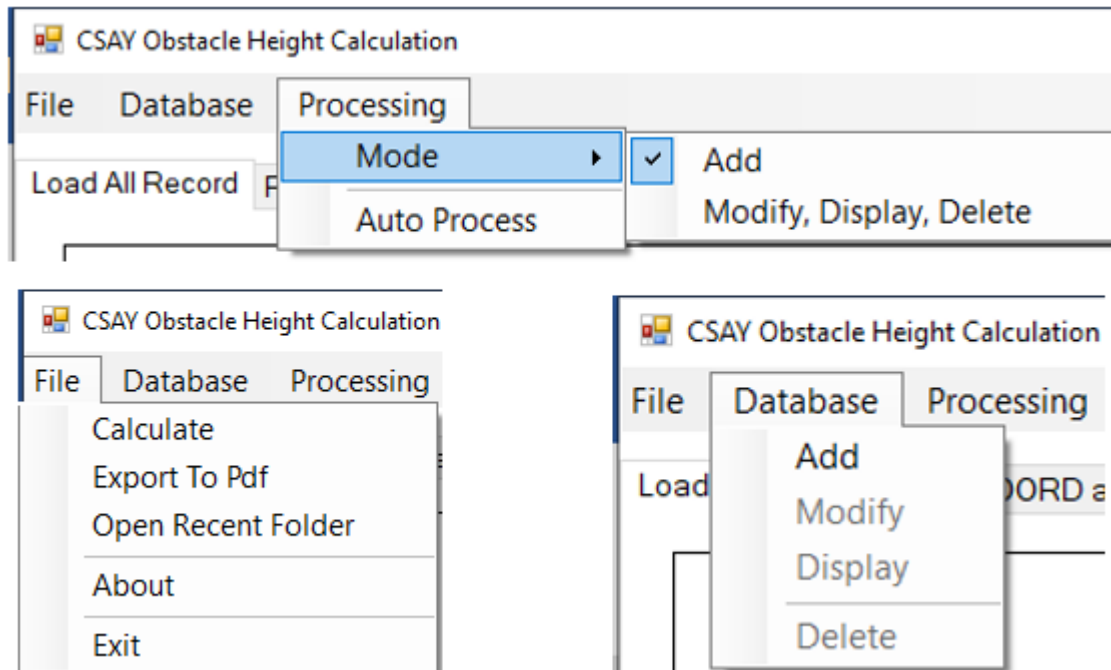 CSAY Obstacle Height Calculation
File Database Processing
Mode Add
Load All Record
Modify, Display, Delete
Auto Process
CSAY Obstacle Height Calculation
File Database Processing
Calculate
Export To Pdf
Open Recent Folder
About
Exit
CSAY Obstacle Height Calculation
File Database Processing
Add
Load
Modify
Display
Delete